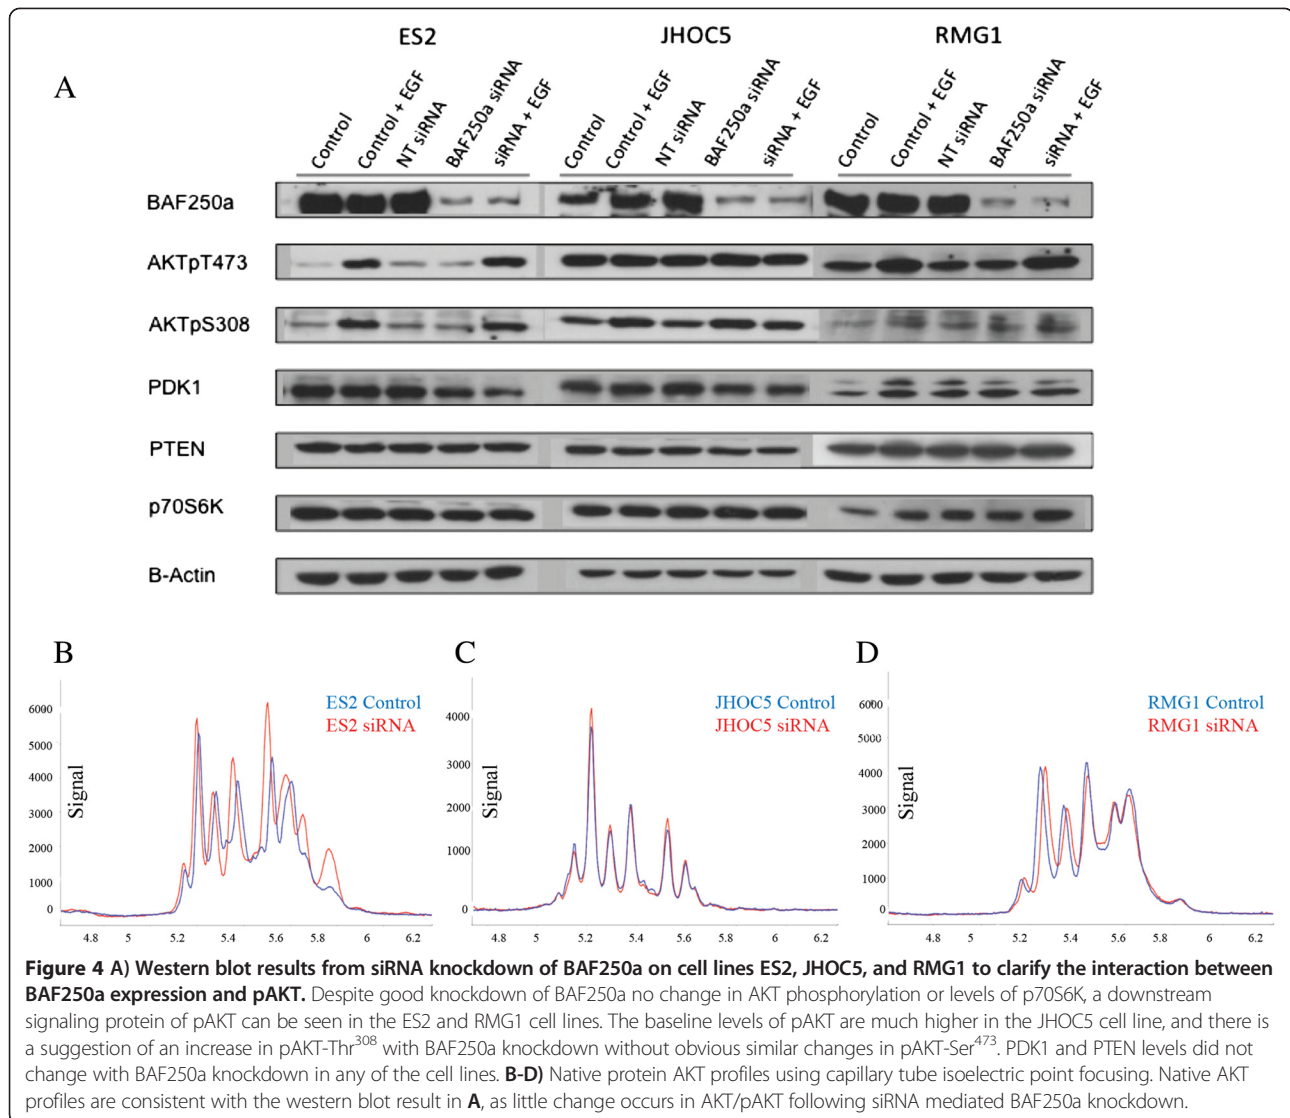 ES2 JHOC5 RMG1
A
Control Control + EGF NT siRNA BAF250a siRNA siRNA + EGF Control Control + EGF NT siRNA BAF250a siRNA siRNA + EGF Control Control + EGF NT siRNA BAF250a siRNA siRNA + EGF
BAF250a
AKTpT473
AKTpS308
PDK1
PTEN
p70S6K
B-Actin
B
ES2 Control
ES2 siRNA
Signal
6000
5000
4000
3000
2000
1000
0
4.8 5 5.2 5.4 5.6 5.8 6 6.2
C
JHOC5 Control
JHOC5 siRNA
Signal
4000
3000
2000
1000
0
4.8 5 5.2 5.4 5.6 5.8 6 6.2
D
RMG1 Control
RMG1 siRNA
Signal
6000
5000
4000
3000
2000
1000
0
4.8 5 5.2 5.4 5.6 5.8 6 6.2
Figure 4 A) Western blot results from siRNA knockdown of BAF250a on cell lines ES2, JHOC5, and RMG1 to clarify the interaction between
BAF250a expression and pAKT. Despite good knockdown of BAF250a no change in AKT phosphorylation or levels of p70S6K, a downstream
signaling protein of pAKT can be seen in the ES2 and RMG1 cell lines. The baseline levels of pAKT are much higher in the JHOC5 cell line, and there is
a suggestion of an increase in pAKT-Thr308 with BAF250a knockdown without obvious similar changes in pAKT-Ser473. PDK1 and PTEN levels did not
change with BAF250a knockdown in any of the cell lines. B-D) Native protein AKT profiles using capillary tube isoelectric point focusing. Native AKT
profiles are consistent with the western blot result in A, as little change occurs in AKT/pAKT following siRNA mediated BAF250a knockdown.